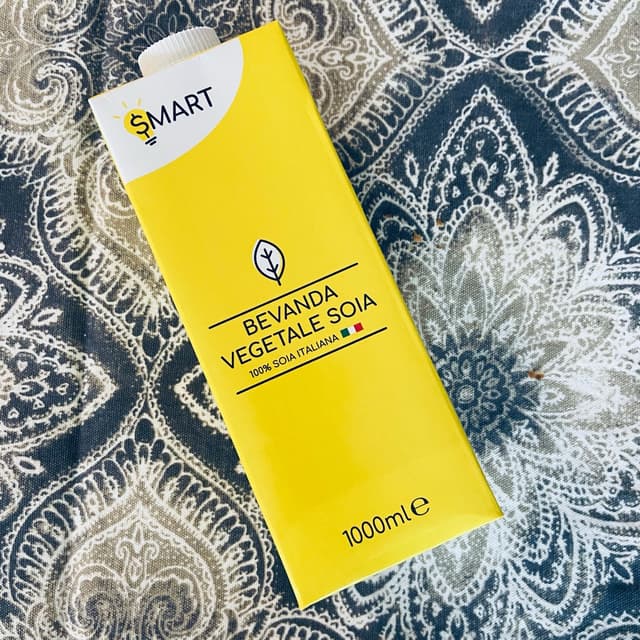 $MART
BEVANDA
VEGETALE SOIA
100% SOIA ITALIANA
1000ml e